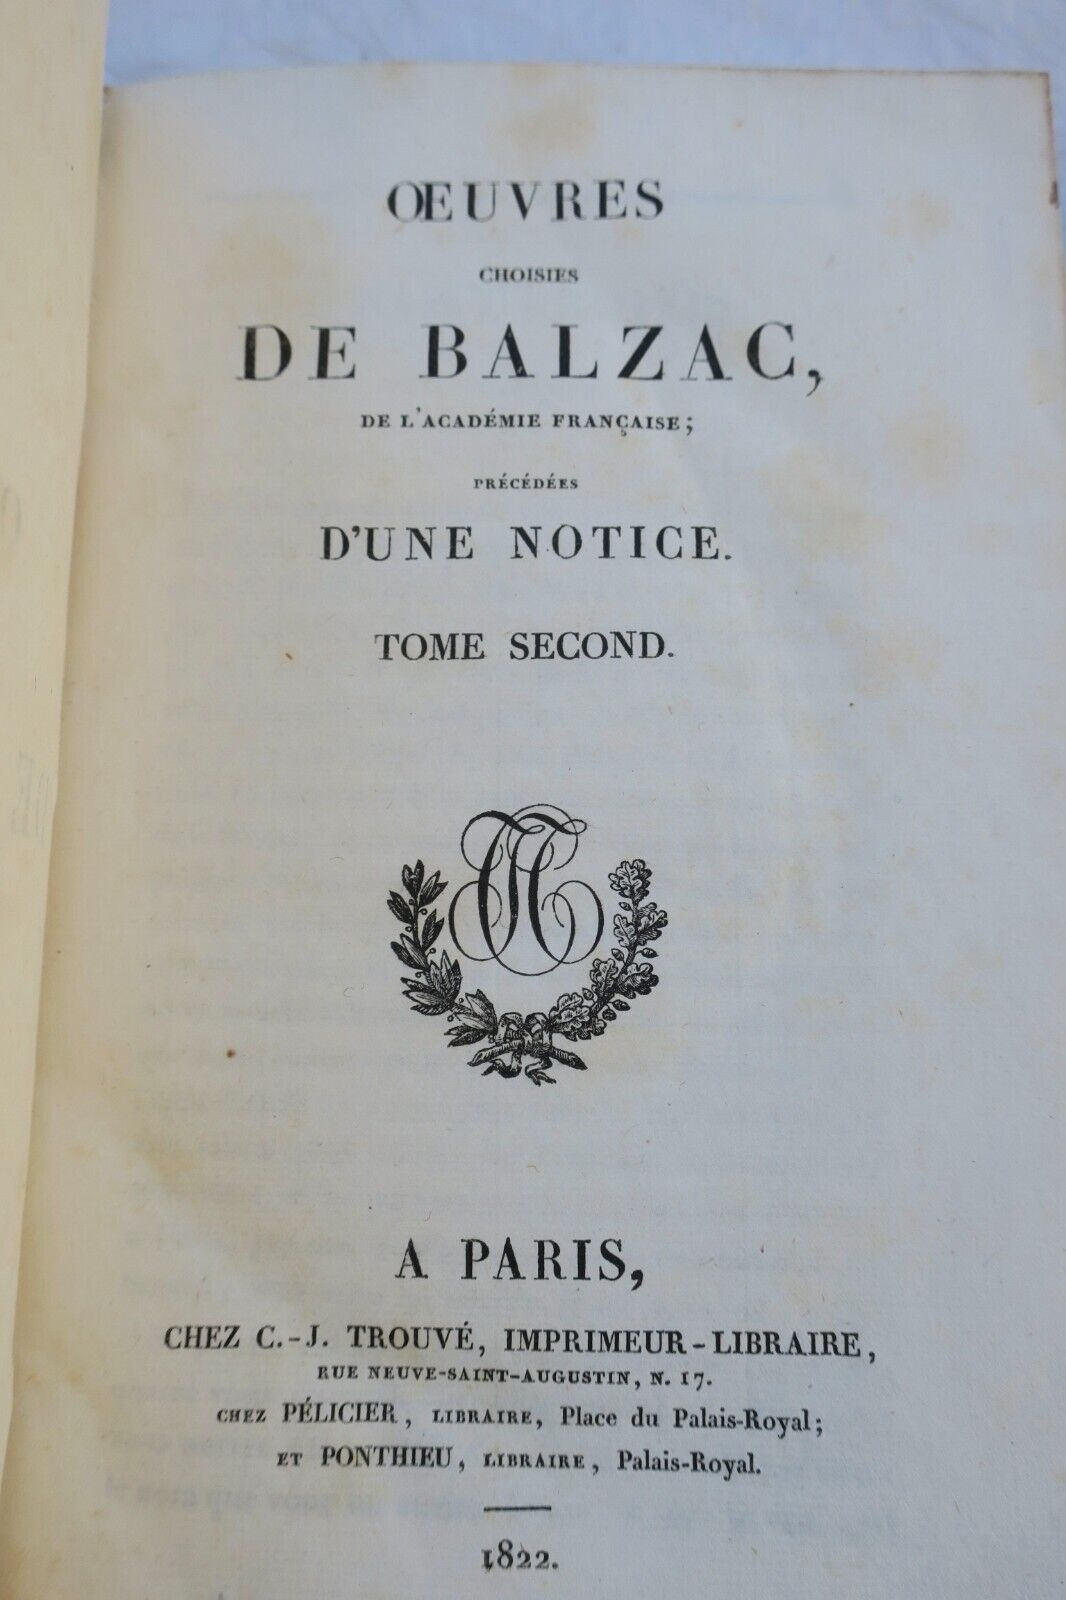 ŒUVRES
CHOISIES
DE BALZAC,
DE L'ACADÉMIE FRANÇAISE;
PRÉCÉDÉES
D'UNE NOTICE.
TOME SECOND.
A PARIS,
CHEZ C.-J. TROUVÉ, IMPRIMEUR-LIBRAIRE,
RUE NEUVE-SAINT-AUGUSTIN, N. 17.
CHEZ PÉLICIER, LIBRAIRE, Place du Palais-Royal;
ET PONTHIEU, LIBRAIRE, Palais-Royal.
1822.